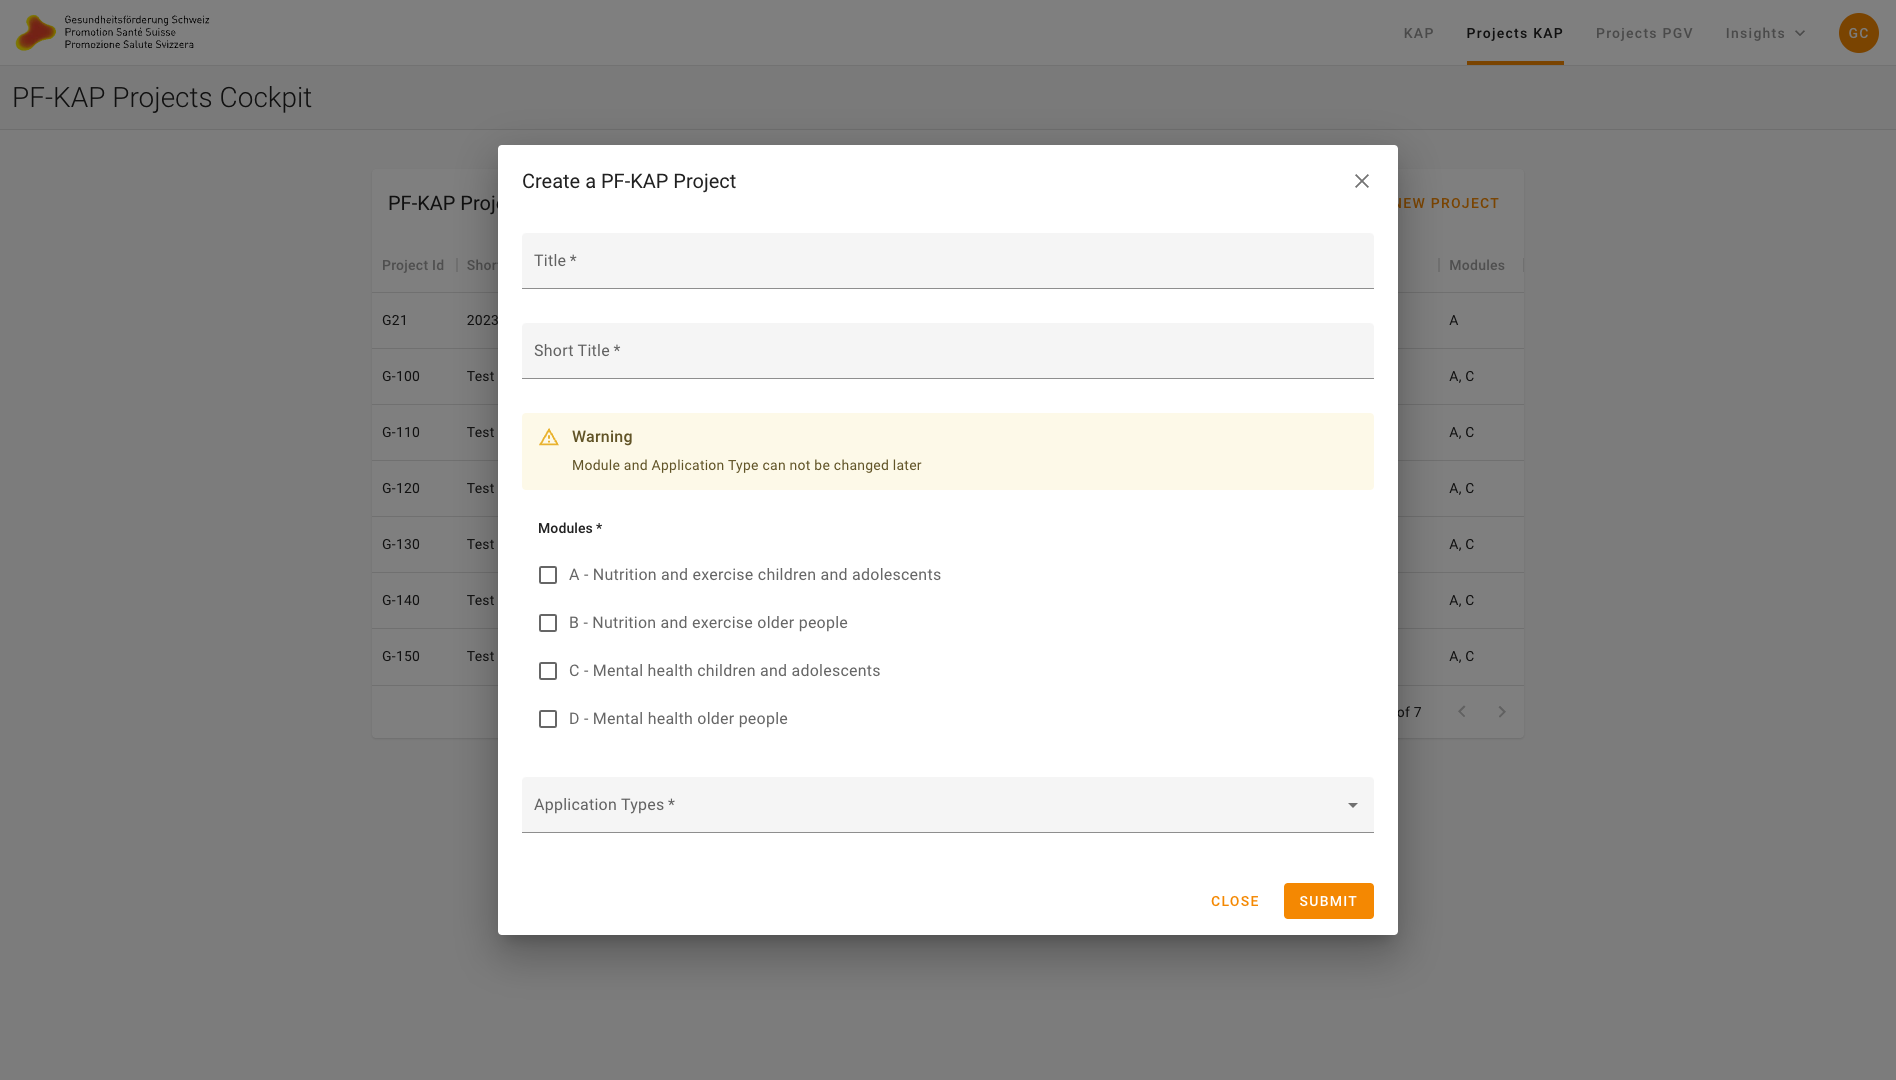 Gesundheitsförderung Schweiz
Promotion Santé Suisse
Promozione Salute Svizzera
KAP
Projects KAP
Projects PGV
Insights
GC
PF-KAP Projects Cockpit
Create a PF-KAP Project
PF-KAP
NEW PROJECT
Title *
Project Id
Modules
Short Title *
G21
2023
A
G-100
Test
A, C
Warning
Module and Application Type can not be changed later
G-110
Test
A, C
G-120
Test
A, C
Modules *
G-130
Test
A, C
A - Nutrition and exercise children and adolescents
G-140
Test
A, C
B - Nutrition and exercise older people
G-150
Test
A, C
C - Mental health children and adolescents
D - Mental health older people
of 7
Application Types *
CLOSE
SUBMIT